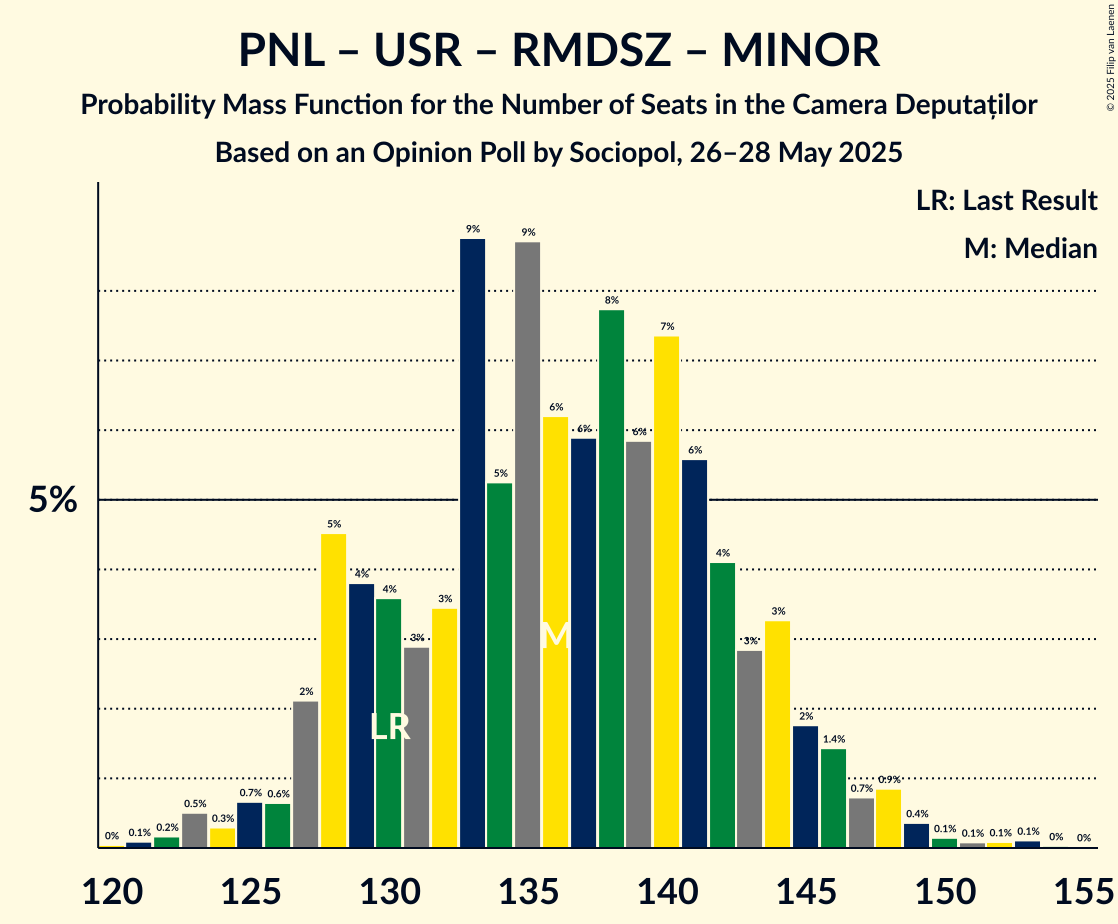 PNL – USR – RMDSZ – MINOR
Probability Mass Function for the Number of Seats in the Camera Deputaților
Based on an Opinion Poll by Sociopol, 26–28 May 2025
© 2025 Filip van Laenen
LR: Last Result
M: Median
5%
0% 0.1% 0.2% 0.5% 0.3% 0.7% 0.6% 2% 5% 4% 4% 3% 3% 9% 5% 9% 6% 6% 8% 6% 7% 6% 4% 3% 3% 2% 1.4% 0.7% 0.9% 0.4% 0.1% 0.1% 0.1% 0.1% 0% 0%
M
LR
120 125 130 135 140 145 150 155